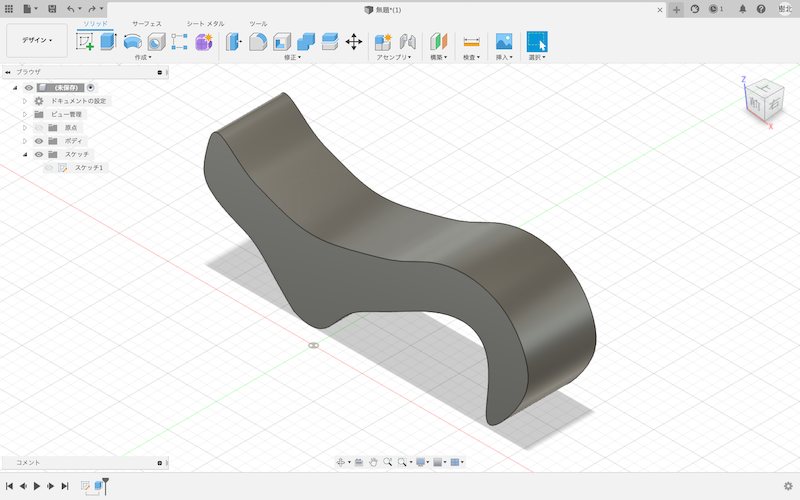 無題*(1)
1
樹北
ソリッド
サーフェス
シート メタル
ツール
デザイン
作成
修正
アセンブリ
構築
検査
挿入
選択
ブラウザ
(未保存)
ドキュメントの設定
ビュー管理
原点
ボディ
スケッチ
スケッチ1
Z
上
前
右
X
コメント